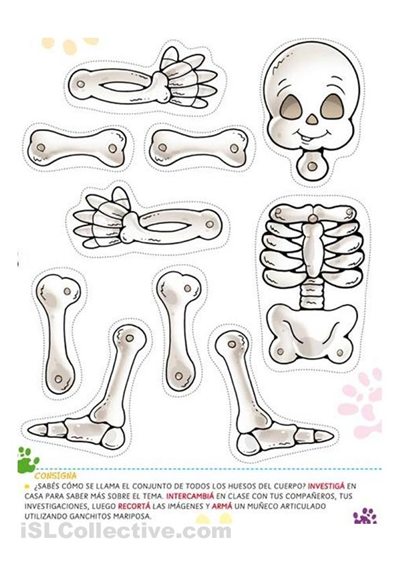 CONSIGNA
¿SABÉS CÓMO SE LLAMA EL CONJUNTO DE TODOS LOS HUESOS DEL CUERPO? INVESTIGÁ EN
CASA PARA SABER MÁS SOBRE EL TEMA. INTERCAMBIÁ EN CLASE CON TUS COMPAÑEROS, TUS
INVESTIGACIONES, LUEGO RECORTÁ LAS IMÁGENES Y ARMÁ UN MUÑECO ARTICULADO
UTILIZANDO GANCHITOS MARIPOSA.
iSLCollective.com